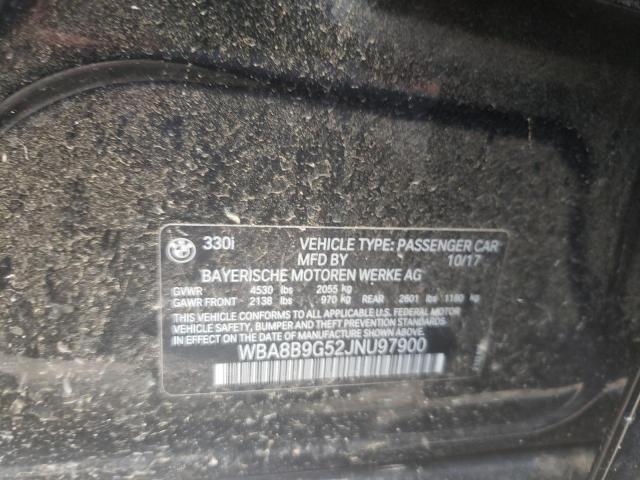 330i VEHICLE TYPE: PASSENGER CAR
MFD BY 10/17
BAYERISCHE MOTOREN WERKE AG
GVWR 4530 lbs 2055 kg
GAWR FRONT 2138 lbs 970 kg REAR 2601 lbs 1180 kg
THIS VEHICLE CONFORMS TO ALL APPLICABLE U.S. FEDERAL MOTOR
VEHICLE SAFETY, BUMPER AND THEFT PREVENTION STANDARDS
IN EFFECT ON THE DATE OF MANUFACTURE SHOWN ABOVE.
WBA8B9G52JNU97900